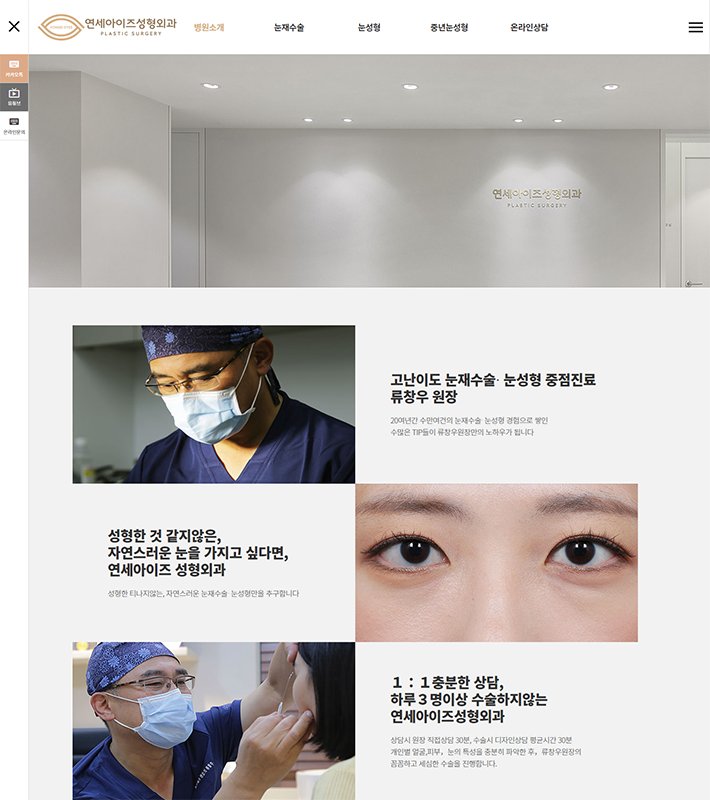 연세아이즈성형외과
PLASTIC SURGERY
병원소개
눈재수술
눈성형
중년눈성형
온라인상담
카카오톡
유튜브
온라인문의
연세아이즈성형외과
PLASTIC SURGERY
고난이도 눈재수술· 눈성형 중점진료
류창우 원장
20여년간 수만여건의 눈재수술· 눈성형 경험으로 쌓인
수많은 TIP들이 류창우원장만의 노하우가 됩니다
성형한 것 같지않은,
자연스러운 눈을 가지고 싶다면,
연세아이즈 성형외과
성형한 티나지않는, 자연스러운 눈재수술· 눈성형만을 추구합니다
1 : 1충분한 상담,
하루３명이상 수술하지않는
연세아이즈성형외과
상담시 원장 직접상담 30분, 수술시 디자인상담 평균시간 30분
개인별 얼굴,피부, 눈의 특성을 충분히 파악한 후, 류창우원장의
꼼꼼하고 세심한 수술을 진행합니다.